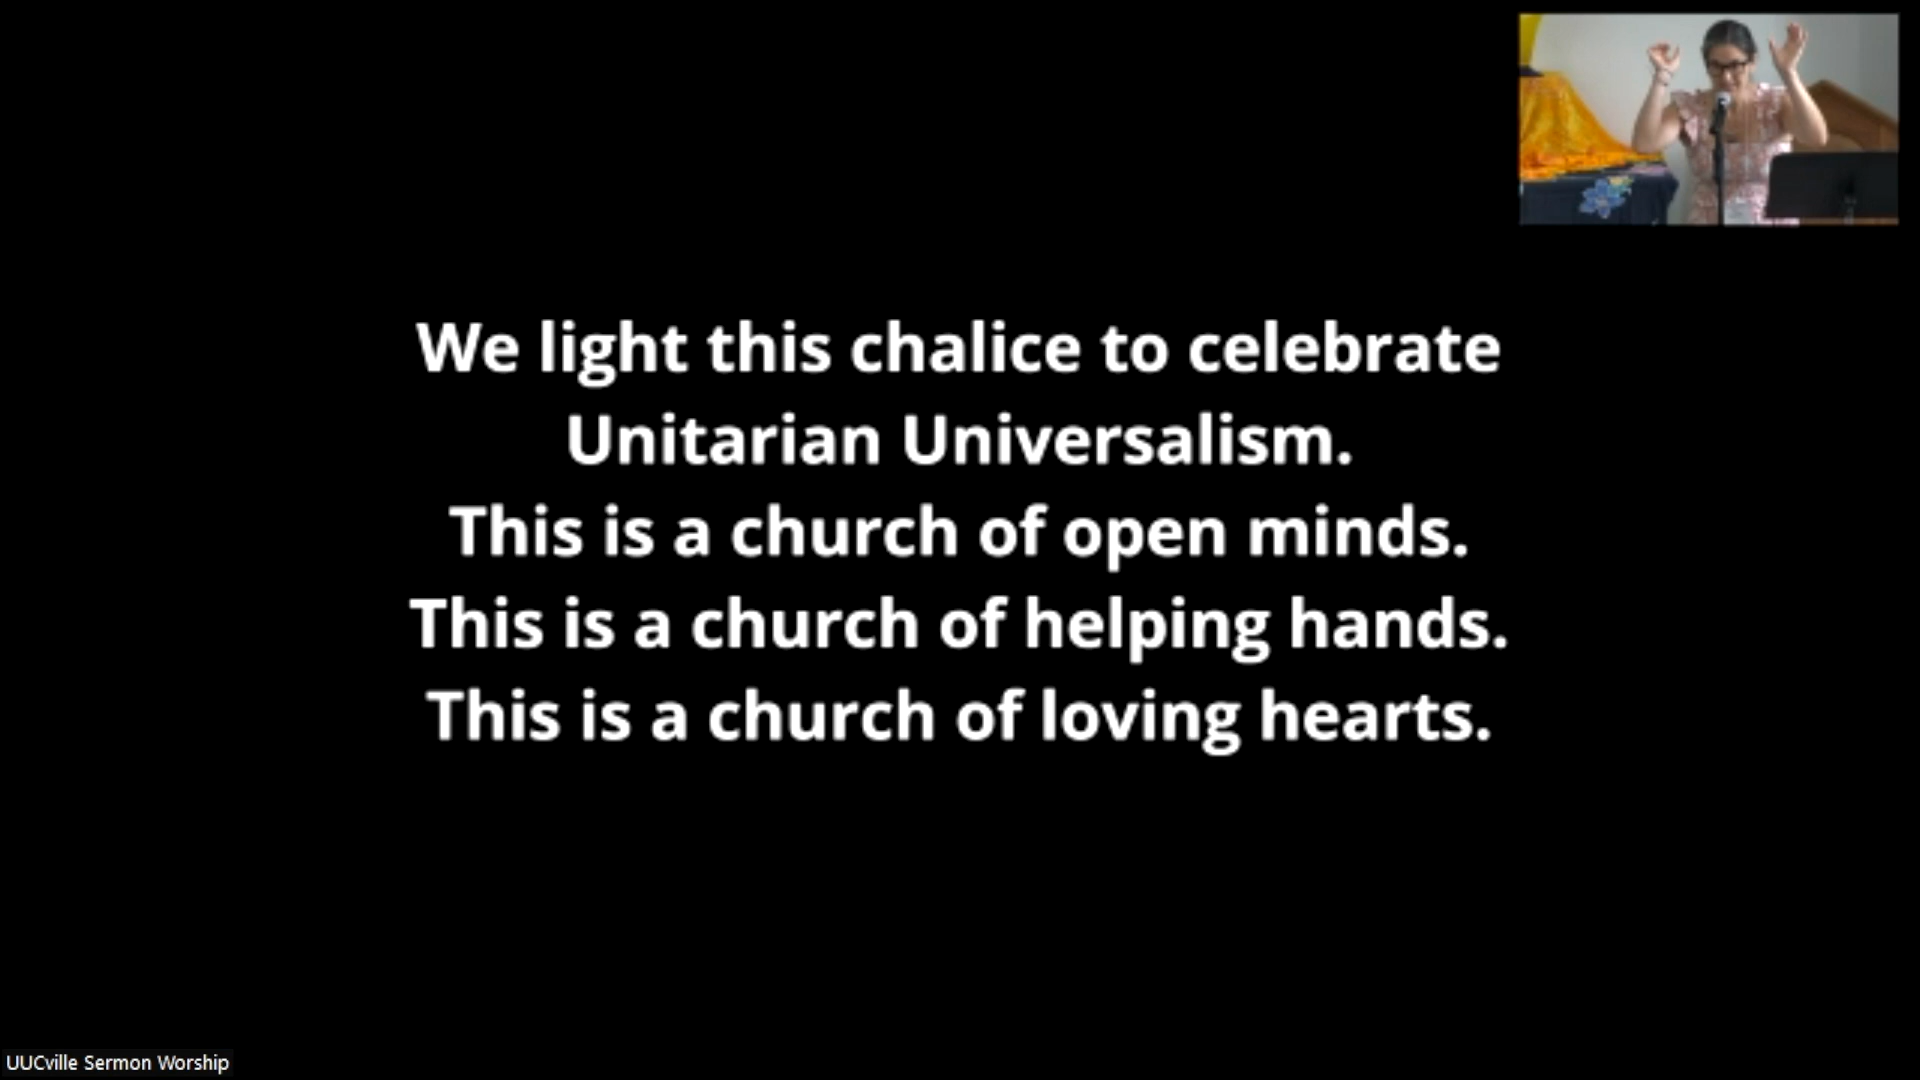 We light this chalice to celebrate
Unitarian Universalism.
This is a church of open minds.
This is a church of helping hands.
This is a church of loving hearts.
UUCville Sermon Worship